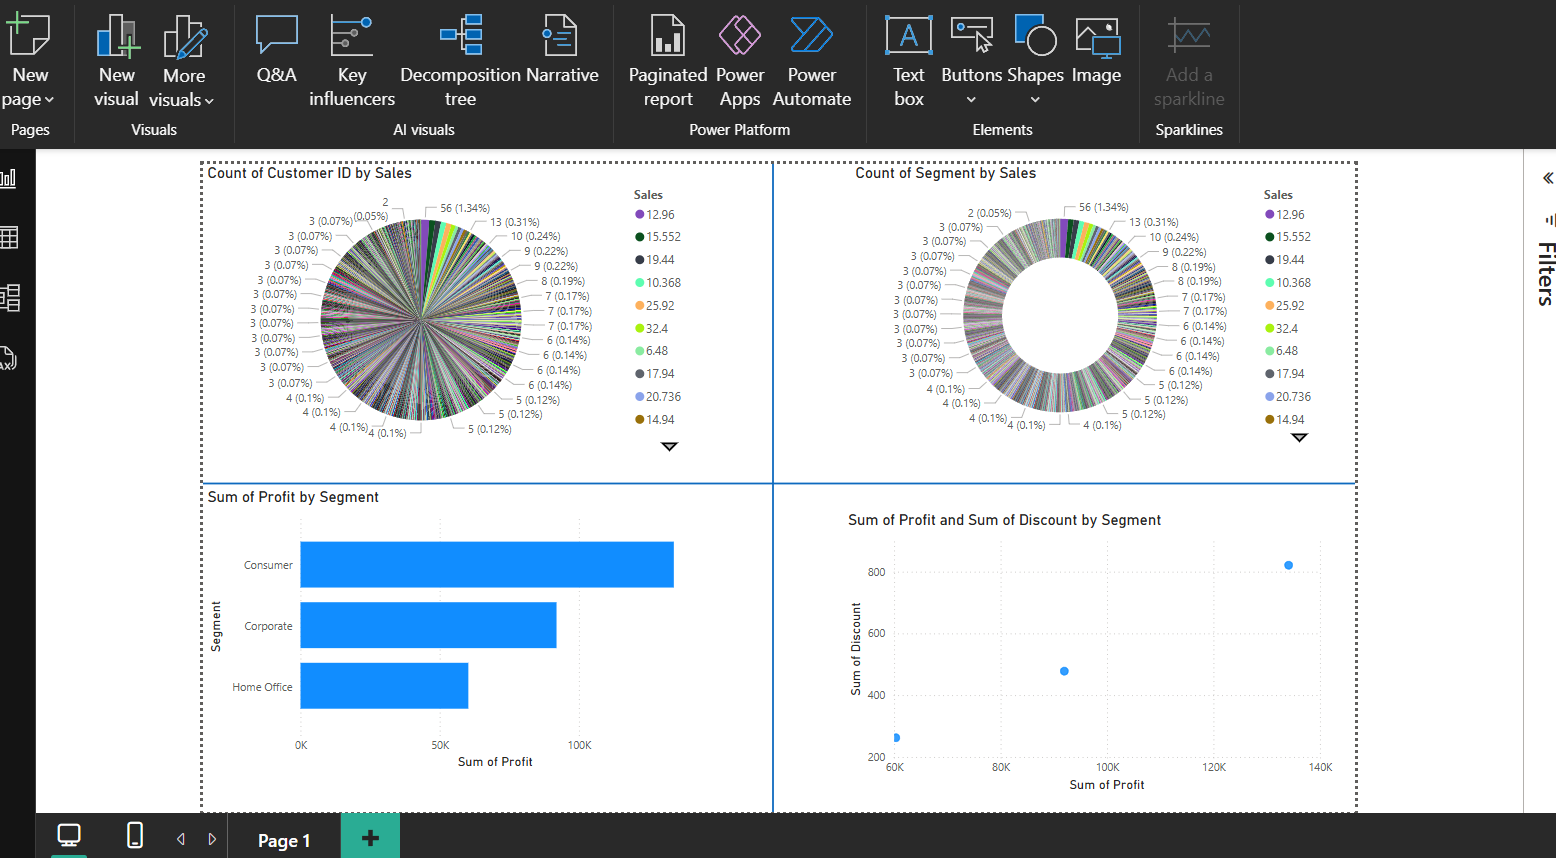 New
page
New
visual
More
visuals
Q&A
Key
influencers
Decomposition
tree
Narrative
Paginated
report
Power
Apps
Power
Automate
Text
box
Buttons
Shapes
Image
Add a
sparkline
Pages
Visuals
AI visuals
Power Platform
Elements
Sparklines
Filters
Count of Customer ID by Sales
2
(0.05%)
3 (0.07%)
3 (0.07%)
3 (0.07%)
3 (0.07%)
3 (0.07%)
3 (0.07%)
3 (0.07%)
3 (0.07%)
3 (0.07%)
3 (0.07%)
3 (0.07%)
3 (0.07%)
4 (0.1%)
4 (0.1%)
4 (0.1%)
4 (0.1%)
56 (1.34%)
13 (0.31%)
10 (0.24%)
9 (0.22%)
9 (0.22%)
8 (0.19%)
7 (0.17%)
7 (0.17%)
7 (0.17%)
6 (0.14%)
6 (0.14%)
6 (0.14%)
6 (0.14%)
5 (0.12%)
5 (0.12%)
5 (0.12%)
Sales
12.96
15.552
19.44
10.368
25.92
32.4
6.48
17.94
20.736
14.94
Count of Segment by Sales
2 (0.05%)
3 (0.07%)
3 (0.07%)
3 (0.07%)
3 (0.07%)
3 (0.07%)
3 (0.07%)
3 (0.07%)
3 (0.07%)
3 (0.07%)
3 (0.07%)
3 (0.07%)
4 (0.1%)
4 (0.1%)
4 (0.1%)
4 (0.1%)
4 (0.1%)
56 (1.34%)
13 (0.31%)
10 (0.24%)
9 (0.22%)
8 (0.19%)
8 (0.19%)
7 (0.17%)
7 (0.17%)
6 (0.14%)
6 (0.14%)
6 (0.14%)
6 (0.14%)
5 (0.12%)
5 (0.12%)
5 (0.12%)
Sales
12.96
15.552
19.44
10.368
25.92
32.4
6.48
17.94
20.736
14.94
Sum of Profit by Segment
Segment
Consumer
Corporate
Home Office
0K 50K 100K
Sum of Profit
Sum of Profit and Sum of Discount by Segment
Sum of Discount
800
600
400
200
60K 80K 100K 120K 140K
Sum of Profit
Page 1